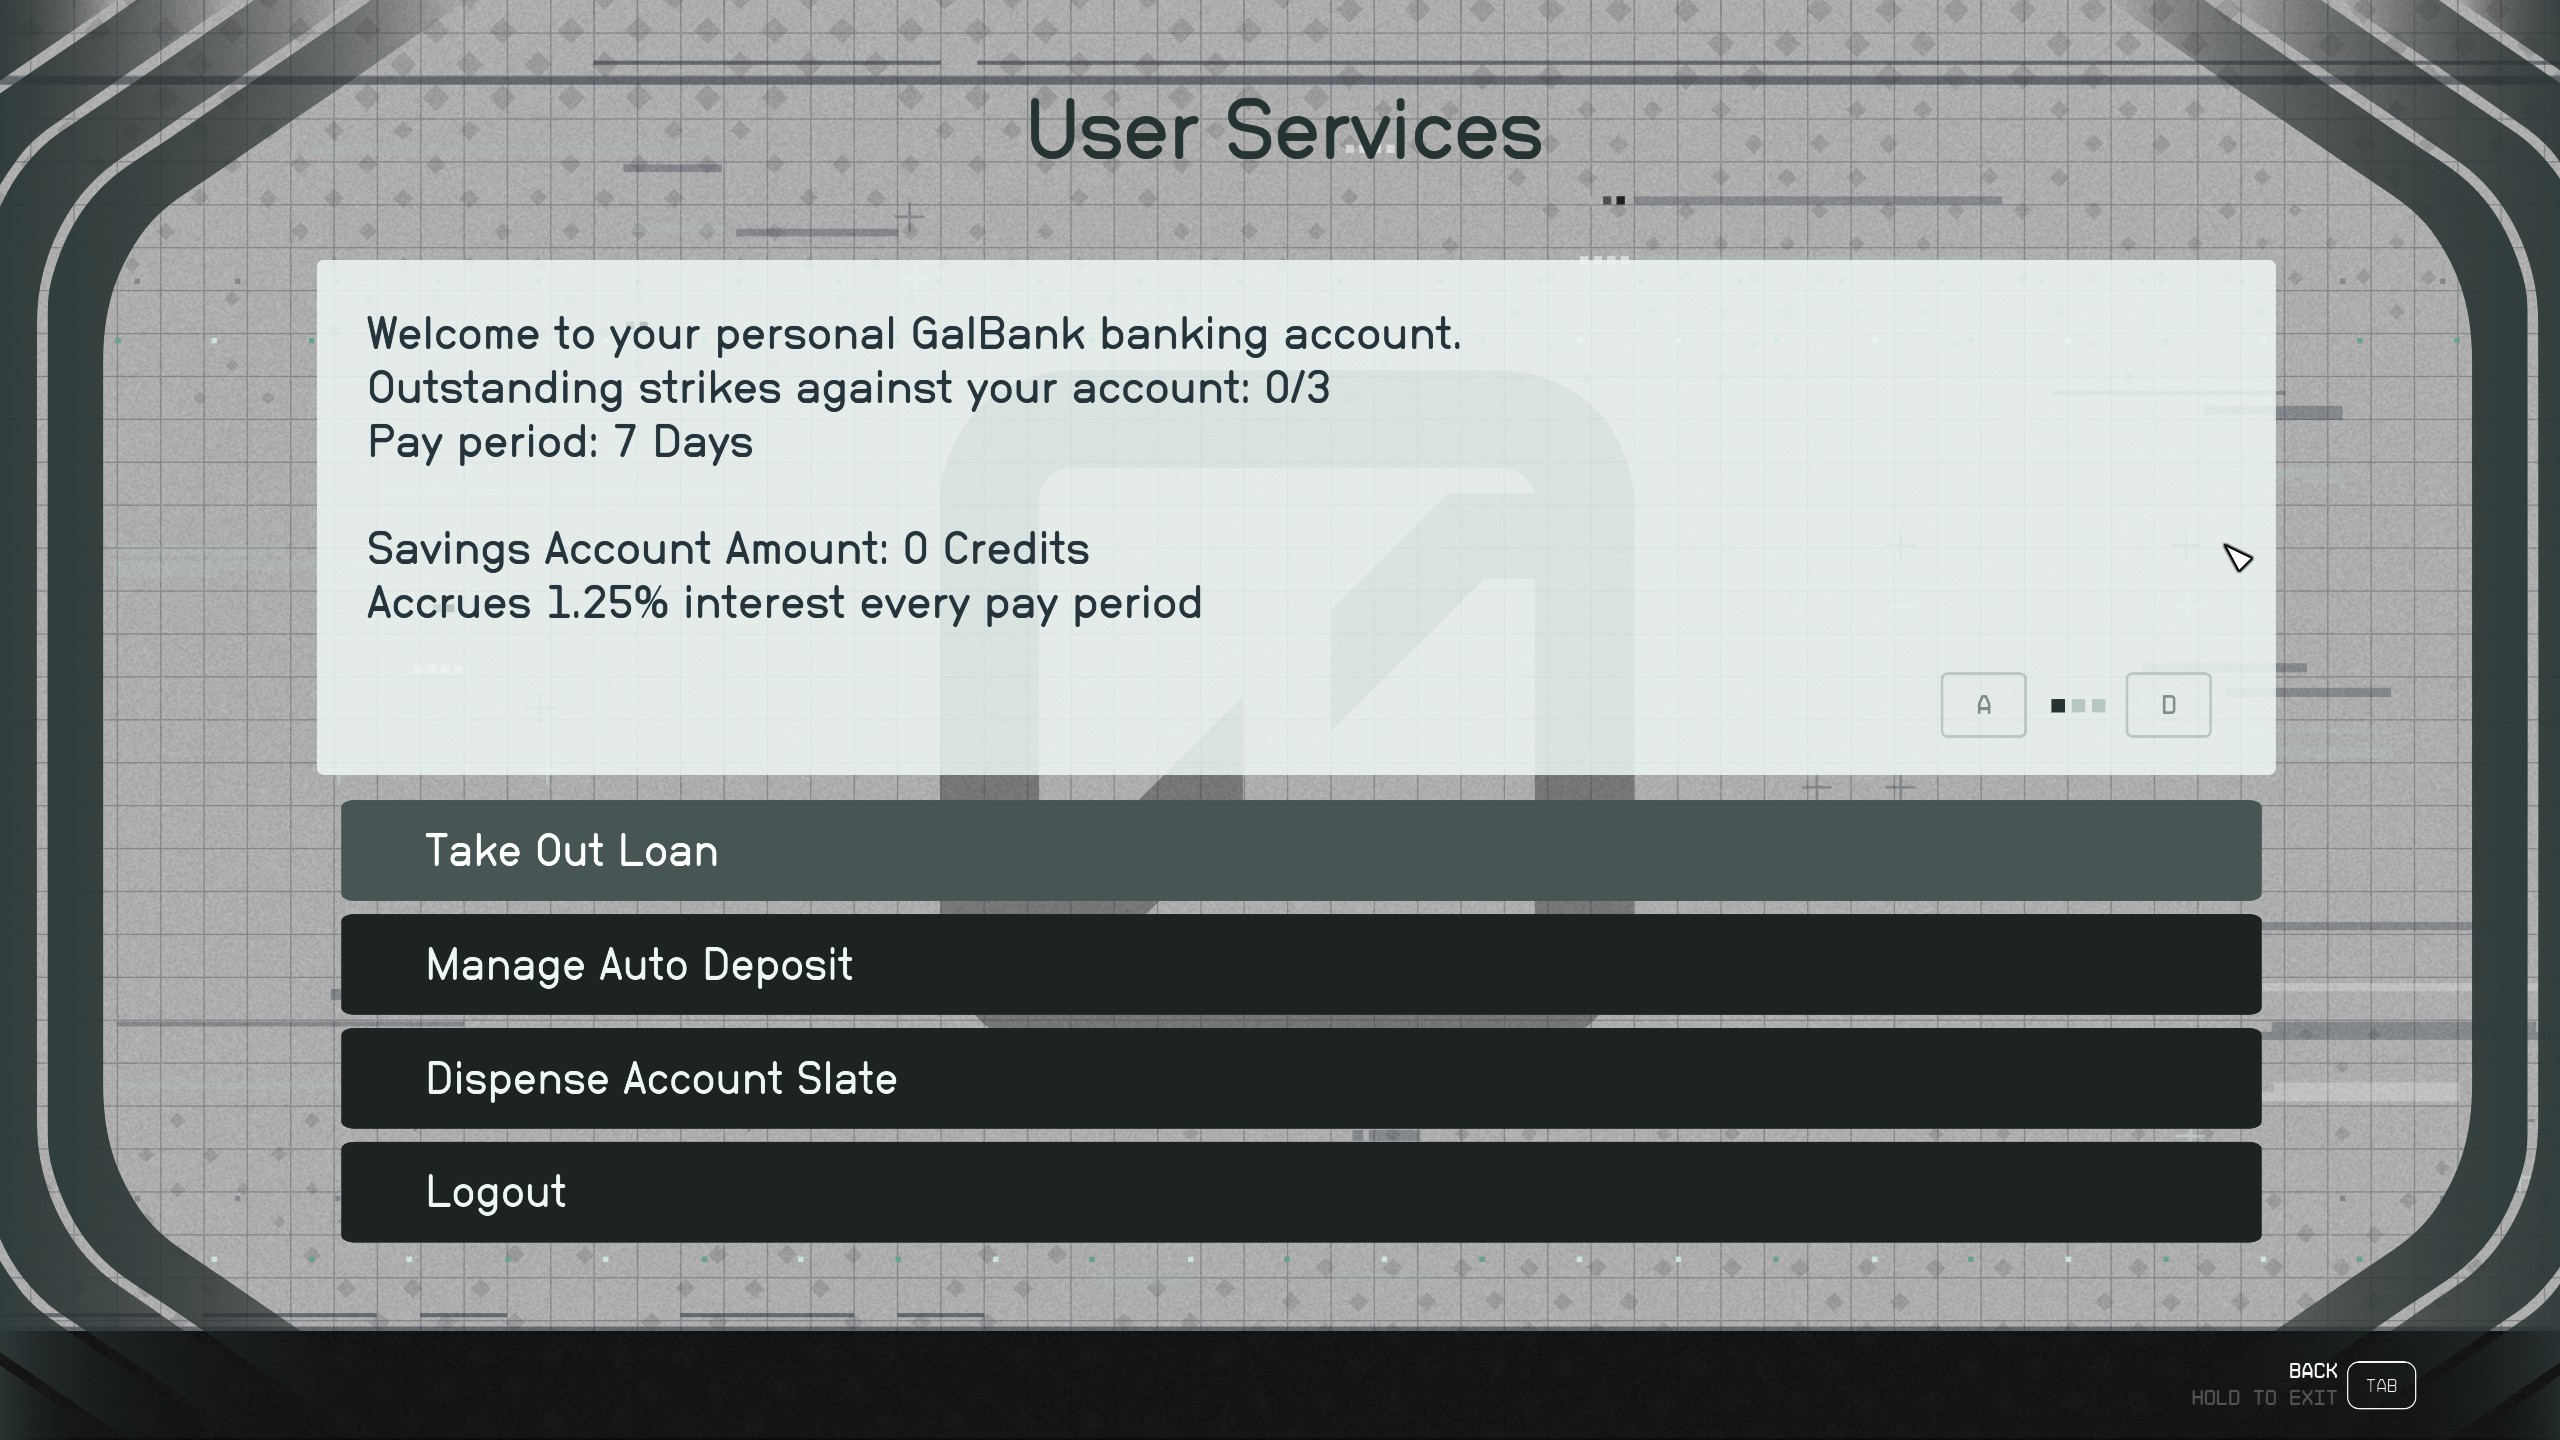 User Services
Welcome to your personal GalBank banking account.
Outstanding strikes against your account: 0/3
Pay period: 7 Days
Savings Account Amount: 0 Credits
Accrues 1.25% interest every pay period
A
D
Take Out Loan
Manage Auto Deposit
Dispense Account Slate
Logout
BACK
HOLD TO EXIT
TAB